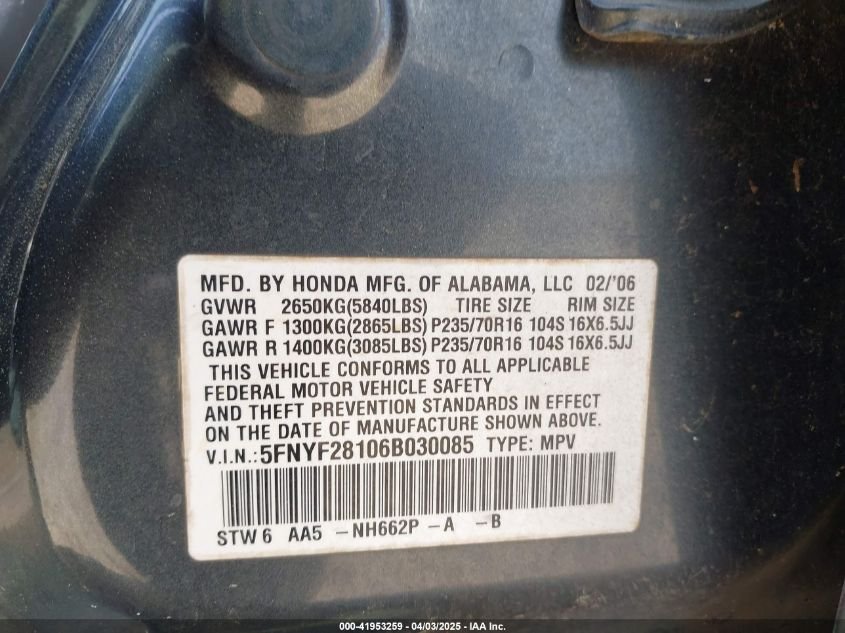 MFD. BY HONDA MFG. OF ALABAMA, LLC 02/'06
GVWR 2650KG(5840LBS) TIRE SIZE RIM SIZE
GAWR F 1300KG(2865LBS) P235/70R16 104S 16X6.5JJ
GAWR R 1400KG(3085LBS) P235/70R16 104S 16X6.5JJ
THIS VEHICLE CONFORMS TO ALL APPLICABLE
FEDERAL MOTOR VEHICLE SAFETY
AND THEFT PREVENTION STANDARDS IN EFFECT
ON THE DATE OF MANUFACTURE SHOWN ABOVE.
V.I.N.: 5FNYF28106B030085 TYPE: MPV
STW 6 AA5 -NH662P -A -B
000-41953259 - 04/03/2025 - IAA Inc.